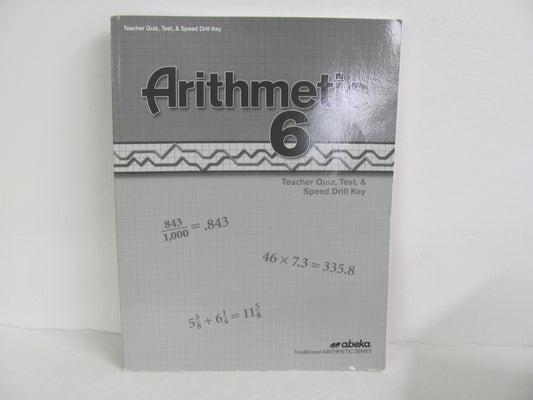 Teacher Quiz, Test, & Speed Drill Key
Arithmetic
6
Teacher Quiz, Test, &
Speed Drill Key
843/1,000 = .843
46 × 7.3 = 335.8
5 3/8 + 6 1/4 = 11 5/8
abeka
Traditional ARITHMETIC SERIES